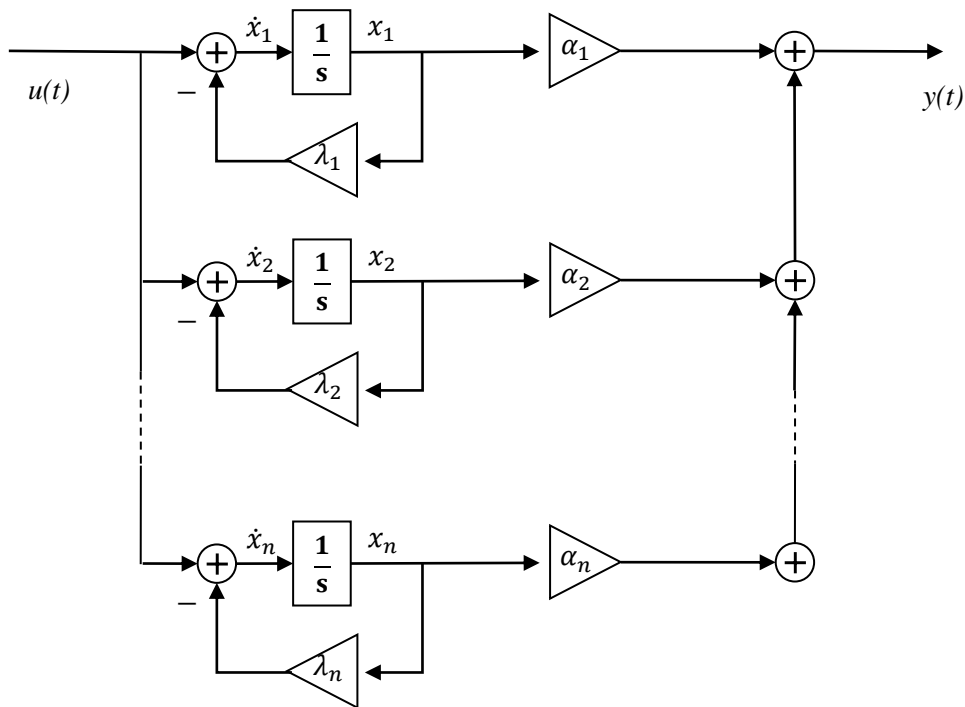 ẋ₁ 1/s x₁ α₁
+ +
u(t) − y(t)
λ₁
ẋ₂ 1/s x₂ α₂
+ +
−
λ₂
ẋₙ 1/s xₙ αₙ
+ +
−
λₙ